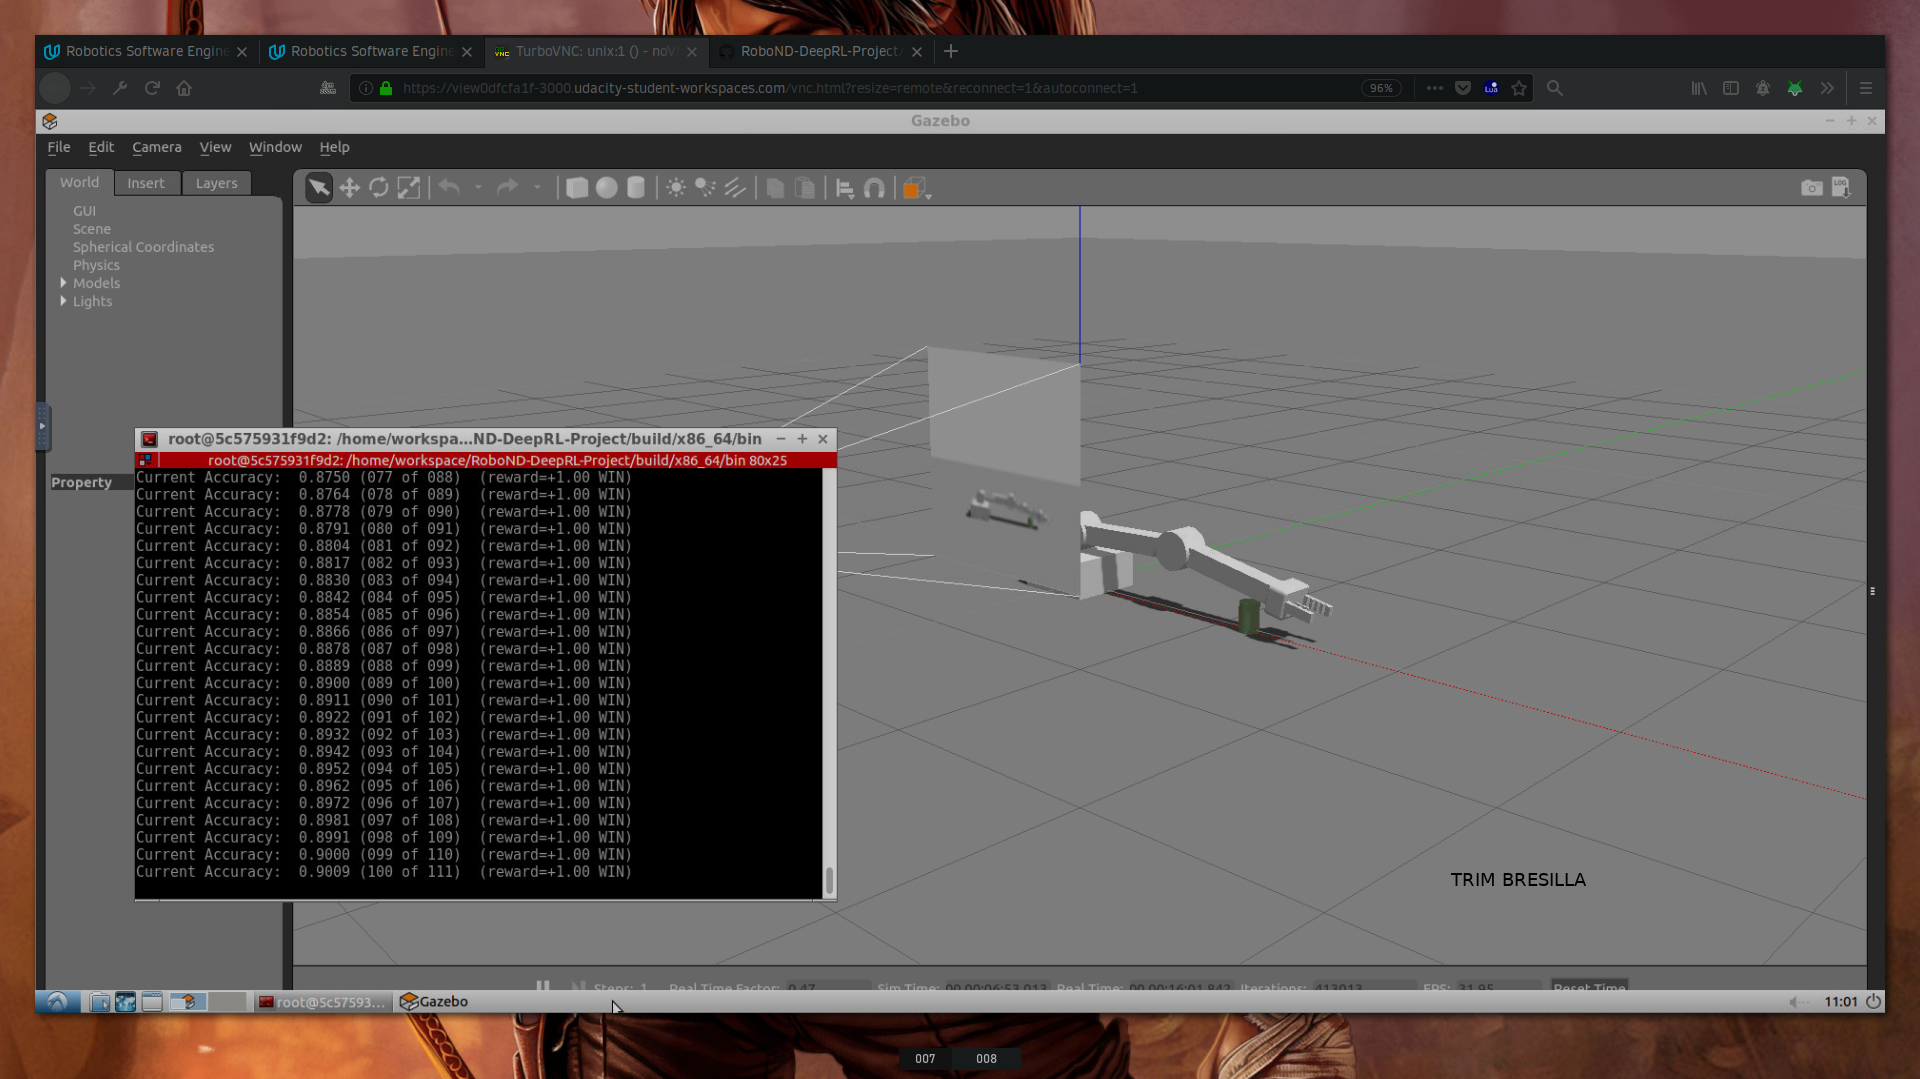 Robotics Software Engine
Robotics Software Engine
TurboVNC: unix:1 () - noV
RoboND-DeepRL-Project
https://view0dfcfa1f-3000.udacity-student-workspaces.com/vnc.html?resize=remote&reconnect=1&autoconnect=1
96%
Lua
Gazebo
File Edit Camera View Window Help
World Insert Layers
LOG
GUI
Scene
Spherical Coordinates
Physics
Models
Lights
Property
root@5c575931f9d2: /home/workspa...ND-DeepRL-Project/build/x86_64/bin
root@5c575931f9d2: /home/workspace/RoboND-DeepRL-Project/build/x86_64/bin 80x25
Current Accuracy:  0.8750 (077 of 088)  (reward=+1.00 WIN)
Current Accuracy:  0.8764 (078 of 089)  (reward=+1.00 WIN)
Current Accuracy:  0.8778 (079 of 090)  (reward=+1.00 WIN)
Current Accuracy:  0.8791 (080 of 091)  (reward=+1.00 WIN)
Current Accuracy:  0.8804 (081 of 092)  (reward=+1.00 WIN)
Current Accuracy:  0.8817 (082 of 093)  (reward=+1.00 WIN)
Current Accuracy:  0.8830 (083 of 094)  (reward=+1.00 WIN)
Current Accuracy:  0.8842 (084 of 095)  (reward=+1.00 WIN)
Current Accuracy:  0.8854 (085 of 096)  (reward=+1.00 WIN)
Current Accuracy:  0.8866 (086 of 097)  (reward=+1.00 WIN)
Current Accuracy:  0.8878 (087 of 098)  (reward=+1.00 WIN)
Current Accuracy:  0.8889 (088 of 099)  (reward=+1.00 WIN)
Current Accuracy:  0.8900 (089 of 100)  (reward=+1.00 WIN)
Current Accuracy:  0.8911 (090 of 101)  (reward=+1.00 WIN)
Current Accuracy:  0.8922 (091 of 102)  (reward=+1.00 WIN)
Current Accuracy:  0.8932 (092 of 103)  (reward=+1.00 WIN)
Current Accuracy:  0.8942 (093 of 104)  (reward=+1.00 WIN)
Current Accuracy:  0.8952 (094 of 105)  (reward=+1.00 WIN)
Current Accuracy:  0.8962 (095 of 106)  (reward=+1.00 WIN)
Current Accuracy:  0.8972 (096 of 107)  (reward=+1.00 WIN)
Current Accuracy:  0.8981 (097 of 108)  (reward=+1.00 WIN)
Current Accuracy:  0.8991 (098 of 109)  (reward=+1.00 WIN)
Current Accuracy:  0.9000 (099 of 110)  (reward=+1.00 WIN)
Current Accuracy:  0.9009 (100 of 111)  (reward=+1.00 WIN)
TRIM BRESILLA
Steps: 1 Real Time Factor: 0.47 Sim Time: 00 00:06:53.013 Real Time: 00 00:16:01.842 Iterations: 413013 FPS: 31.95 Reset Time
root@5c57593... Gazebo 11:01
007 008